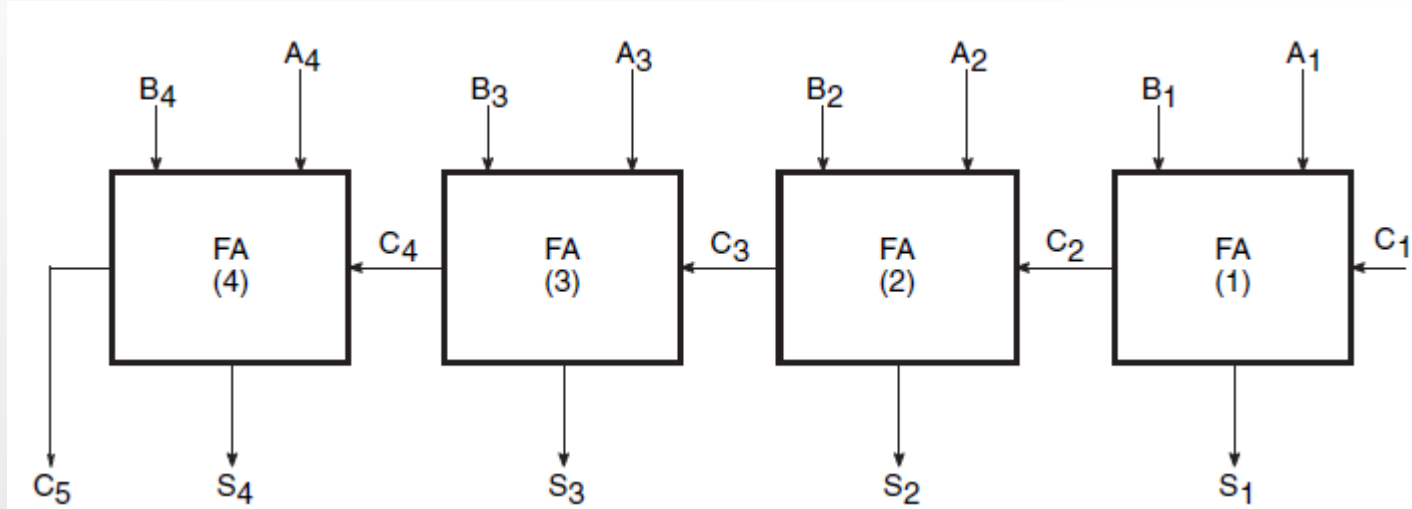 A4 A3 A2 A1
B4 B3 B2 B1
FA FA FA FA
C4 C3 C2 C1
(4) (3) (2) (1)
C5 S4 S3 S2 S1